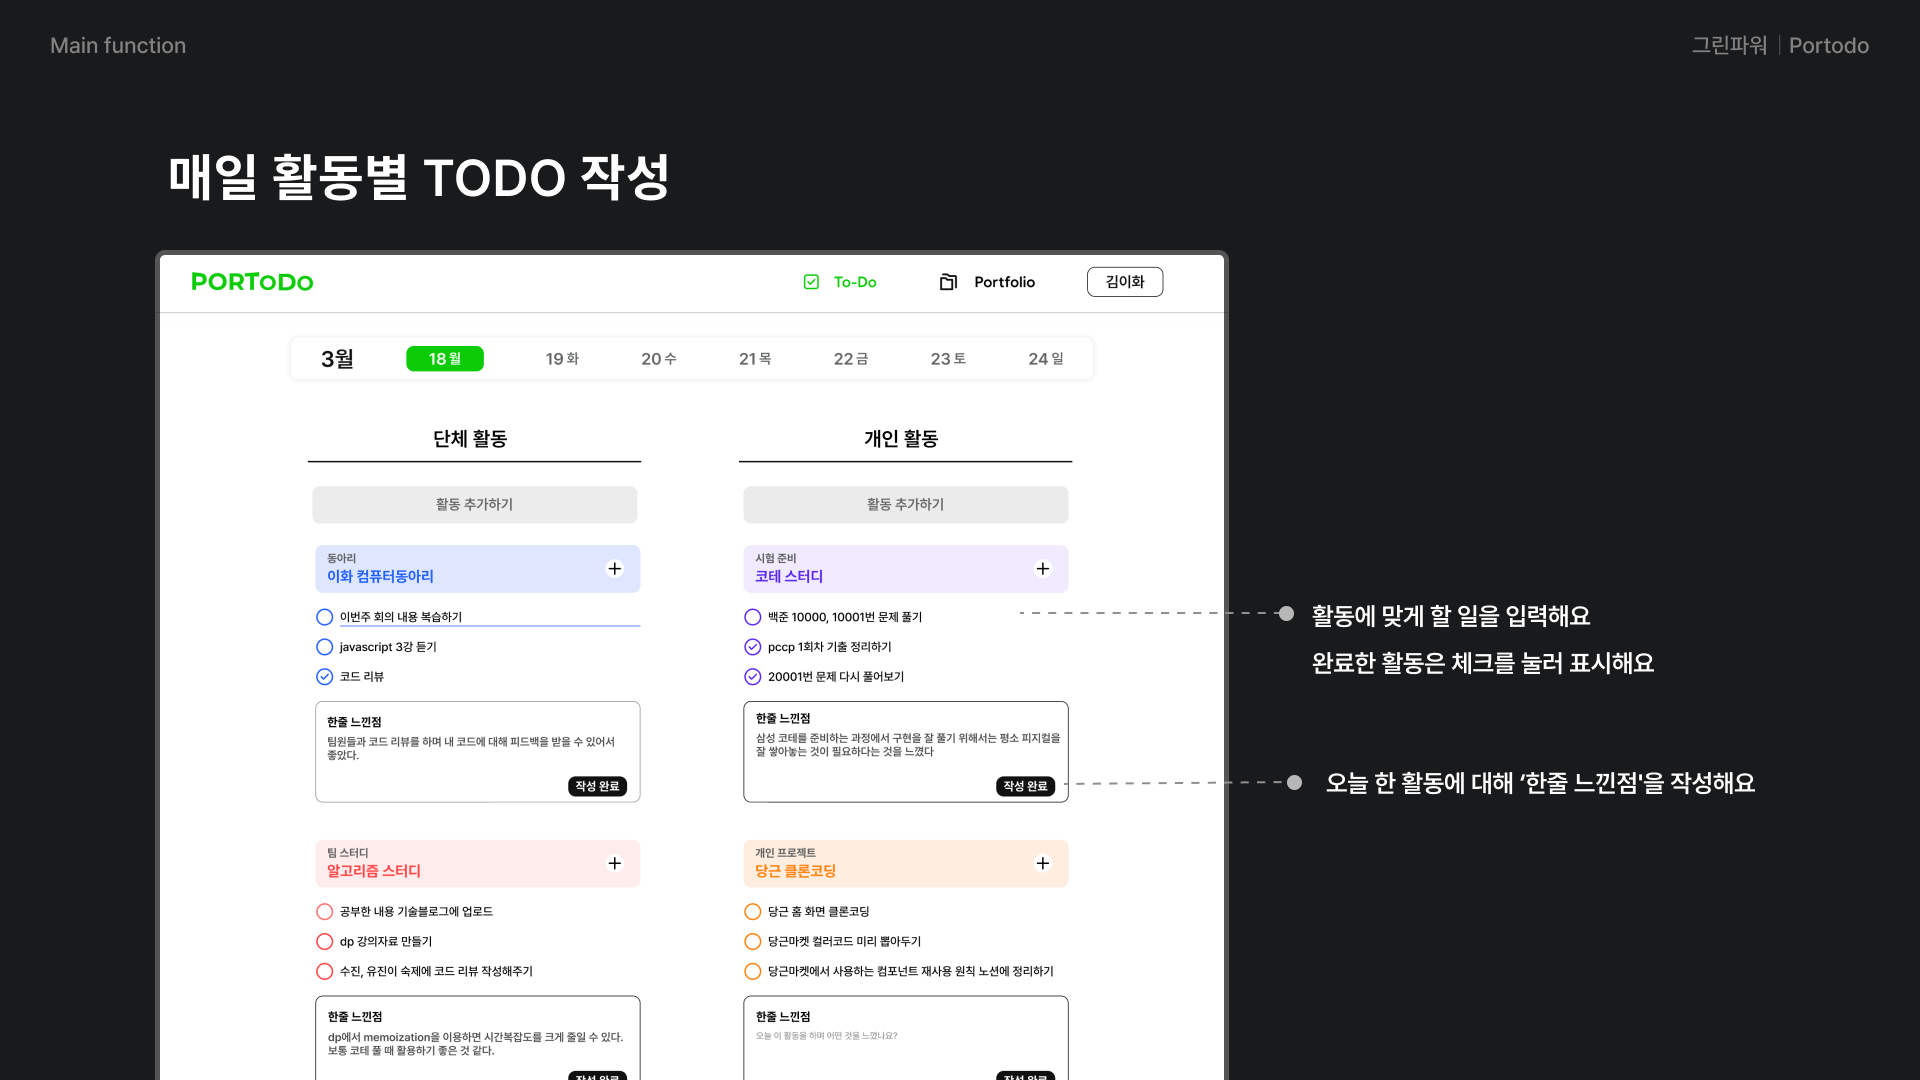 Main function
그린파워 | Portodo
매일 활동별 TODO 작성
PORToDo
To-Do
Portfolio
김이화
3월
18 월
19 화
20 수
21 목
22 금
23 토
24 일
단체 활동
활동 추가하기
동아리
이화 컴퓨터동아리
이번주 회의 내용 복습하기
javascript 3강 듣기
코드 리뷰
한줄 느낀점
팀원들과 코드 리뷰를 하며 내 코드에 대해 피드백을 받을 수 있어서
좋았다.
작성 완료
팀 스터디
알고리즘 스터디
공부한 내용 기술블로그에 업로드
dp 강의자료 만들기
수진, 유진이 숙제에 코드 리뷰 작성해주기
한줄 느낀점
dp에서 memoization을 이용하면 시간복잡도를 크게 줄일 수 있다.
보통 코테 풀 때 활용하기 좋은 것 같다.
작성 완료
개인 활동
활동 추가하기
시험 준비
코테 스터디
백준 10000, 10001번 문제 풀기
pccp 1회차 기출 정리하기
20001번 문제 다시 풀어보기
한줄 느낀점
삼성 코테를 준비하는 과정에서 구현을 잘 풀기 위해서는 평소 피지컬을
잘 쌓아놓는 것이 필요하다는 것을 느꼈다
작성 완료
개인 프로젝트
당근 클론코딩
당근 홈 화면 클론코딩
당근마켓 컬러코드 미리 뽑아두기
당근마켓에서 사용하는 컴포넌트 재사용 원칙 노션에 정리하기
한줄 느낀점
오늘 이 활동을 하며 어떤 것을 느꼈나요?
작성 완료
활동에 맞게 할 일을 입력해요
완료한 활동은 체크를 눌러 표시해요
오늘 한 활동에 대해 ‘한줄 느낀점'을 작성해요